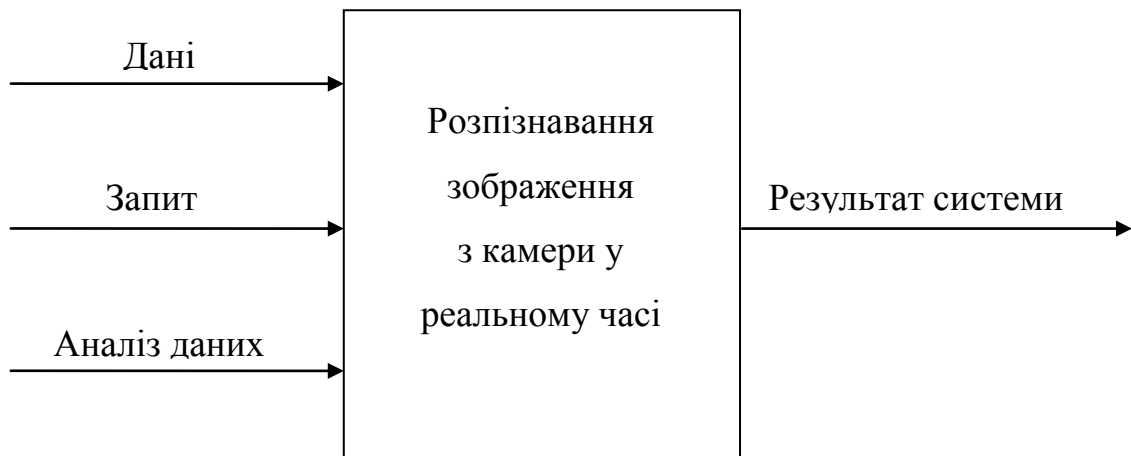 Дані
Запит
Аналіз даних
Розпізнавання
зображення
з камери у
реальному часі
Результат системи